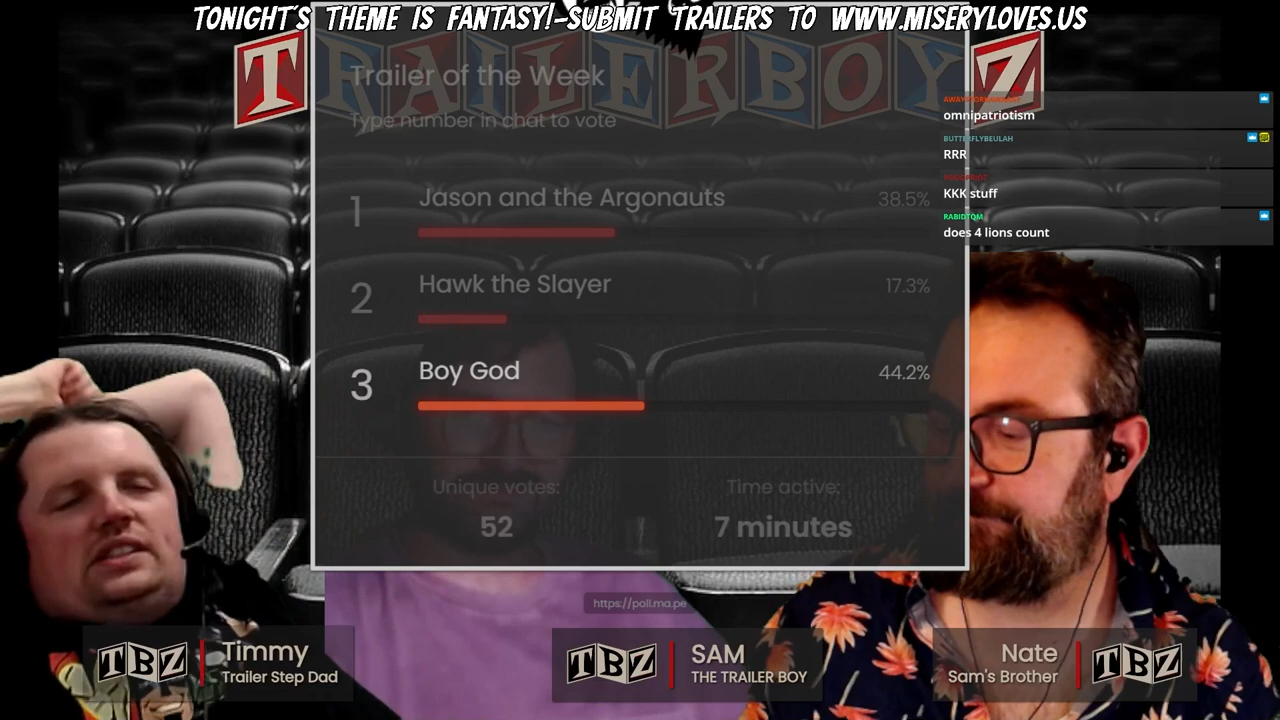 TONIGHT'S THEME IS FANTASY!-SUBMIT TRAILERS TO WWW.MISERYLOVES.US
TRAILERBOYZ
Trailer of the Week
Type number in chat to vote
1 Jason and the Argonauts 38.5%
2 Hawk the Slayer 17.3%
3 Boy God 44.2%
Unique votes: Time active:
52 7 minutes
https://poll.ma.pe
omnipatriotism
BUTTERFLYBEULAH
RRR
KKK stuff
RABIDTQM
does 4 lions count
TBZ Timmy
Trailer Step Dad
TBZ SAM
THE TRAILER BOY
Nate TBZ
Sam's Brother